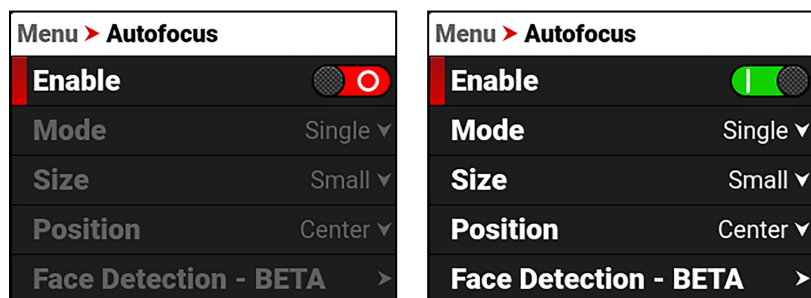 Menu > Autofocus
Enable
Mode Single
Size Small
Position Center
Face Detection - BETA
Menu > Autofocus
Enable
Mode Single
Size Small
Position Center
Face Detection - BETA